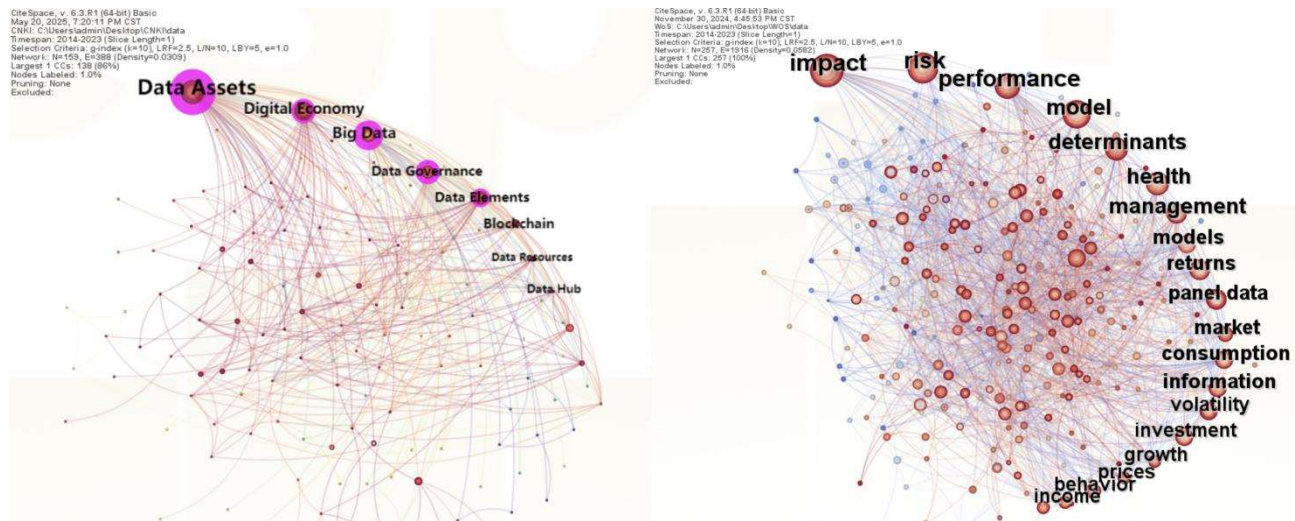 CiteSpace, v. 6.3.R1 (64-bit) Basic
May 20, 2025, 7:20:11 PM CST
CNKI: C:\Users\admin\Desktop\CNKI\data
Timespan: 2014-2023 (Slice Length=1)
Selection Criteria: g-index (k=10), LRF=2.5, L/N=10, LBY=5, e=1.0
Network: N=159, E=388 (Density=0.0309)
Largest 1 CCs: 138 (86%)
Nodes Labeled: 1.0%
Pruning: None
Excluded:
Data Assets
Digital Economy
Big Data
Data Governance
Data Elements
Blockchain
Data Resources
Data Hub
CiteSpace, v. 6.3.R1 (64-bit) Basic
November 30, 2024, 4:45:53 PM CST
WoS: C:\Users\admin\Desktop\WOS\data
Timespan: 2014-2023 (Slice Length=1)
Selection Criteria: g-index (k=10), LRF=2.5, L/N=10, LBY=5, e=1.0
Network: N=257, E=1916 (Density=0.0582)
Largest 1 CCs: 257 (100%)
Nodes Labeled: 1.0%
Pruning: None
Excluded:
impact
risk
performance
model
determinants
health
management
models
returns
panel data
market
consumption
information
volatility
investment
growth
prices
behavior
income